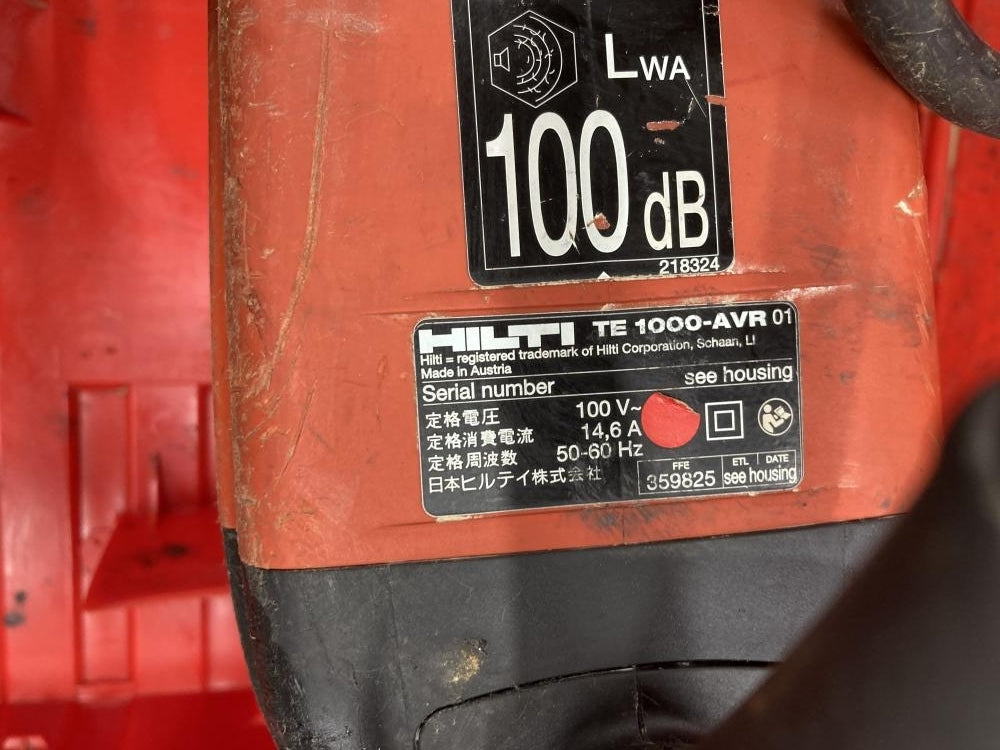 LWA
100 dB
218324
HILTI TE 1000-AVR 01
Hilti = registered trademark of Hilti Corporation, Schaan, LI
Made in Austria
Serial number see housing
定格電圧 100 V~
定格消費電流 14,6 A
定格周波数 50-60 Hz
日本ヒルテイ株式会社
FFE ETL DATE
359825 see housing